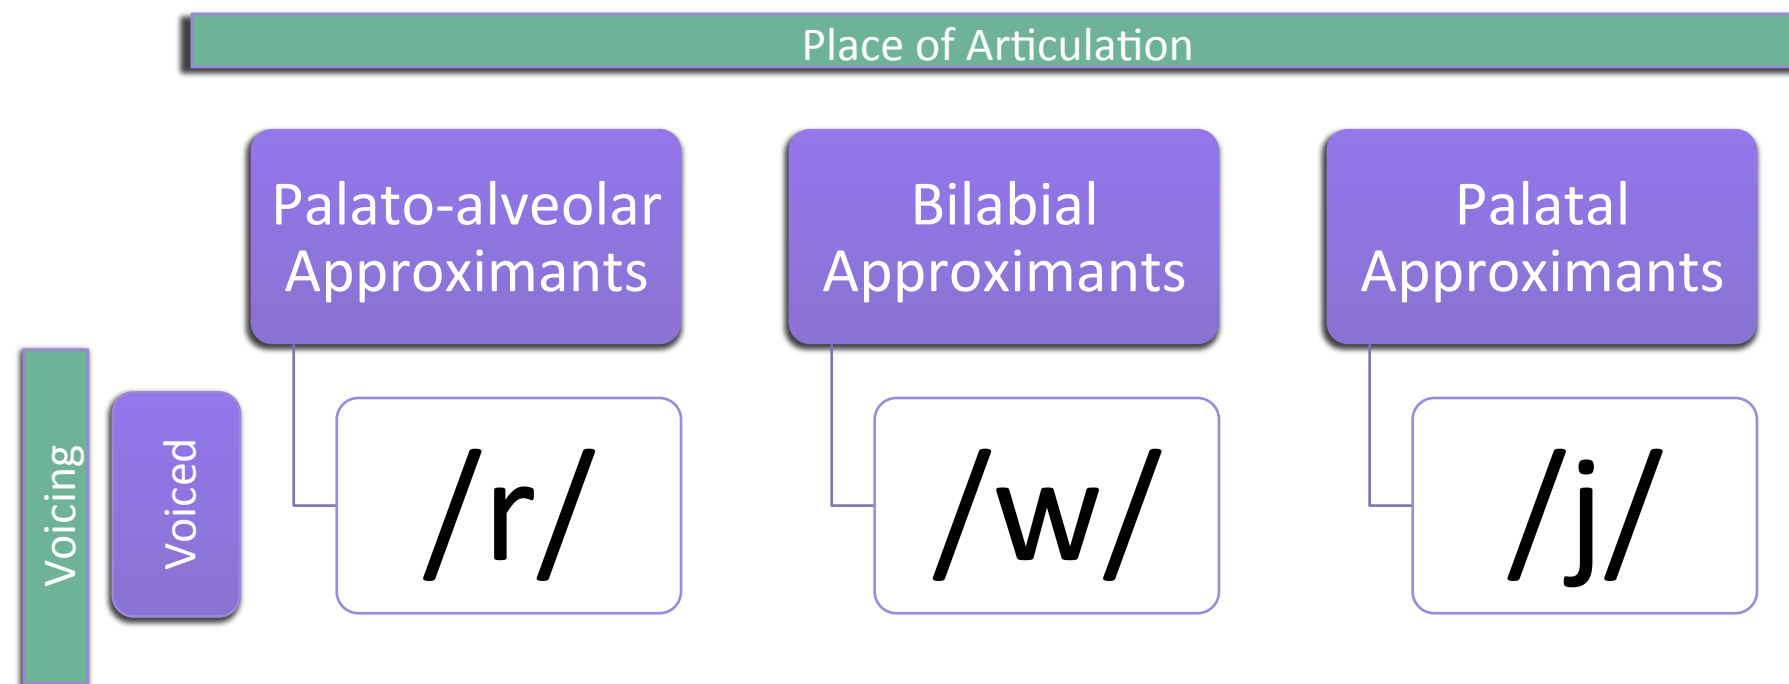 Place of Articulation
Palato-alveolar
Approximants
Bilabial
Approximants
Palatal
Approximants
Voicing
Voiced
/r/
/w/
/j/